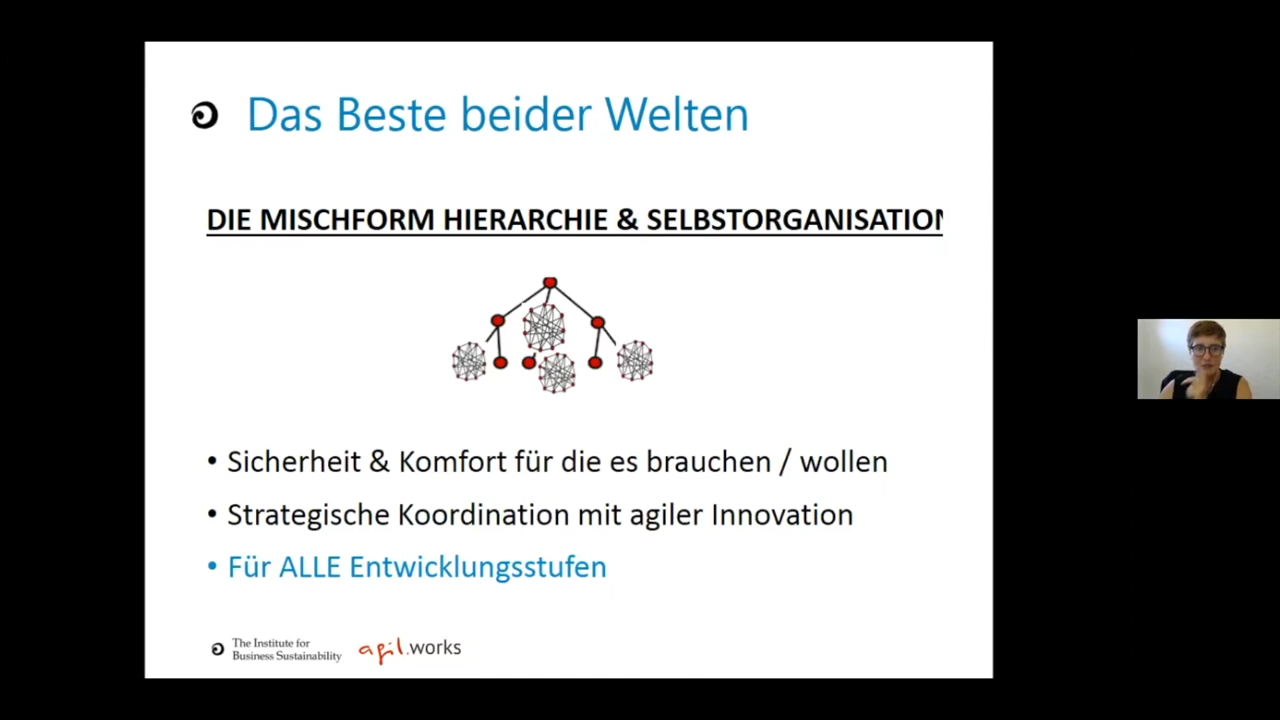 Das Beste beider Welten
DIE MISCHFORM HIERARCHIE & SELBSTORGANISATION
• Sicherheit & Komfort für die es brauchen / wollen
• Strategische Koordination mit agiler Innovation
• Für ALLE Entwicklungsstufen
The Institute for
Business Sustainability
agil.works